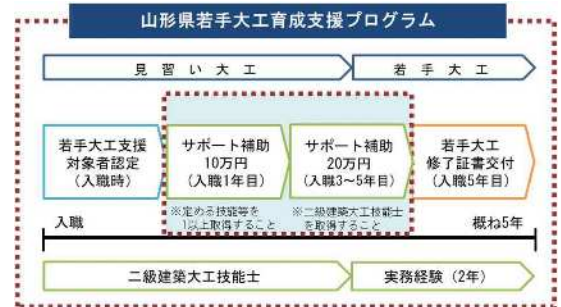 山形県若手大工育成支援プログラム
見習い大工
若手大工
若手大工支援
対象者認定
（入職時）
サポート補助
10万円
（入職1年目）
※定める技能等を
1以上取得すること
サポート補助
20万円
（入職3～5年目）
※二級建築大工技能士
を取得すること
若手大工
修了証書交付
（入職5年目）
入職
概ね5年
二級建築大工技能士
実務経験（2年）